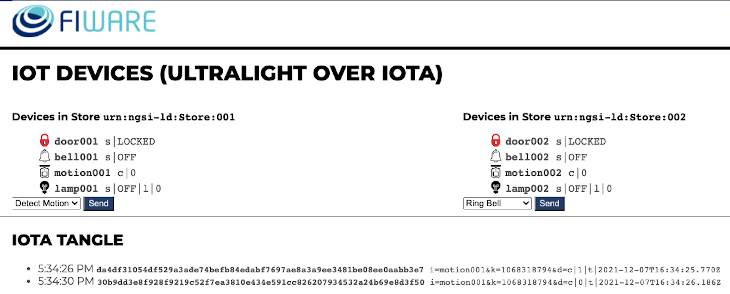 FIWARE
IOT DEVICES (ULTRALIGHT OVER IOTA)
Devices in Store urn:ngsi-ld:Store:001
door001 s|LOCKED
bell001 s|OFF
motion001 c|0
lamp001 s|OFF|l|0
Detect Motion Send
Devices in Store urn:ngsi-ld:Store:002
door002 s|LOCKED
bell002 s|OFF
motion002 c|0
lamp002 s|OFF|l|0
Ring Bell Send
IOTA TANGLE
5:34:26 PM da4df31054df529a3ade74befb84edabf7697ae8a3a9ee3481be08ee0aabb3e7 i=motion001&k=1068318794&d=c|1|t|2021-12-07T16:34:25.770Z
5:34:30 PM 30b9dd3e8f928f9219c52f7ea3810e434e591cc826207934532a24b69e8d3f50 i=motion001&k=1068318794&d=c|0|t|2021-12-07T16:34:26.186Z